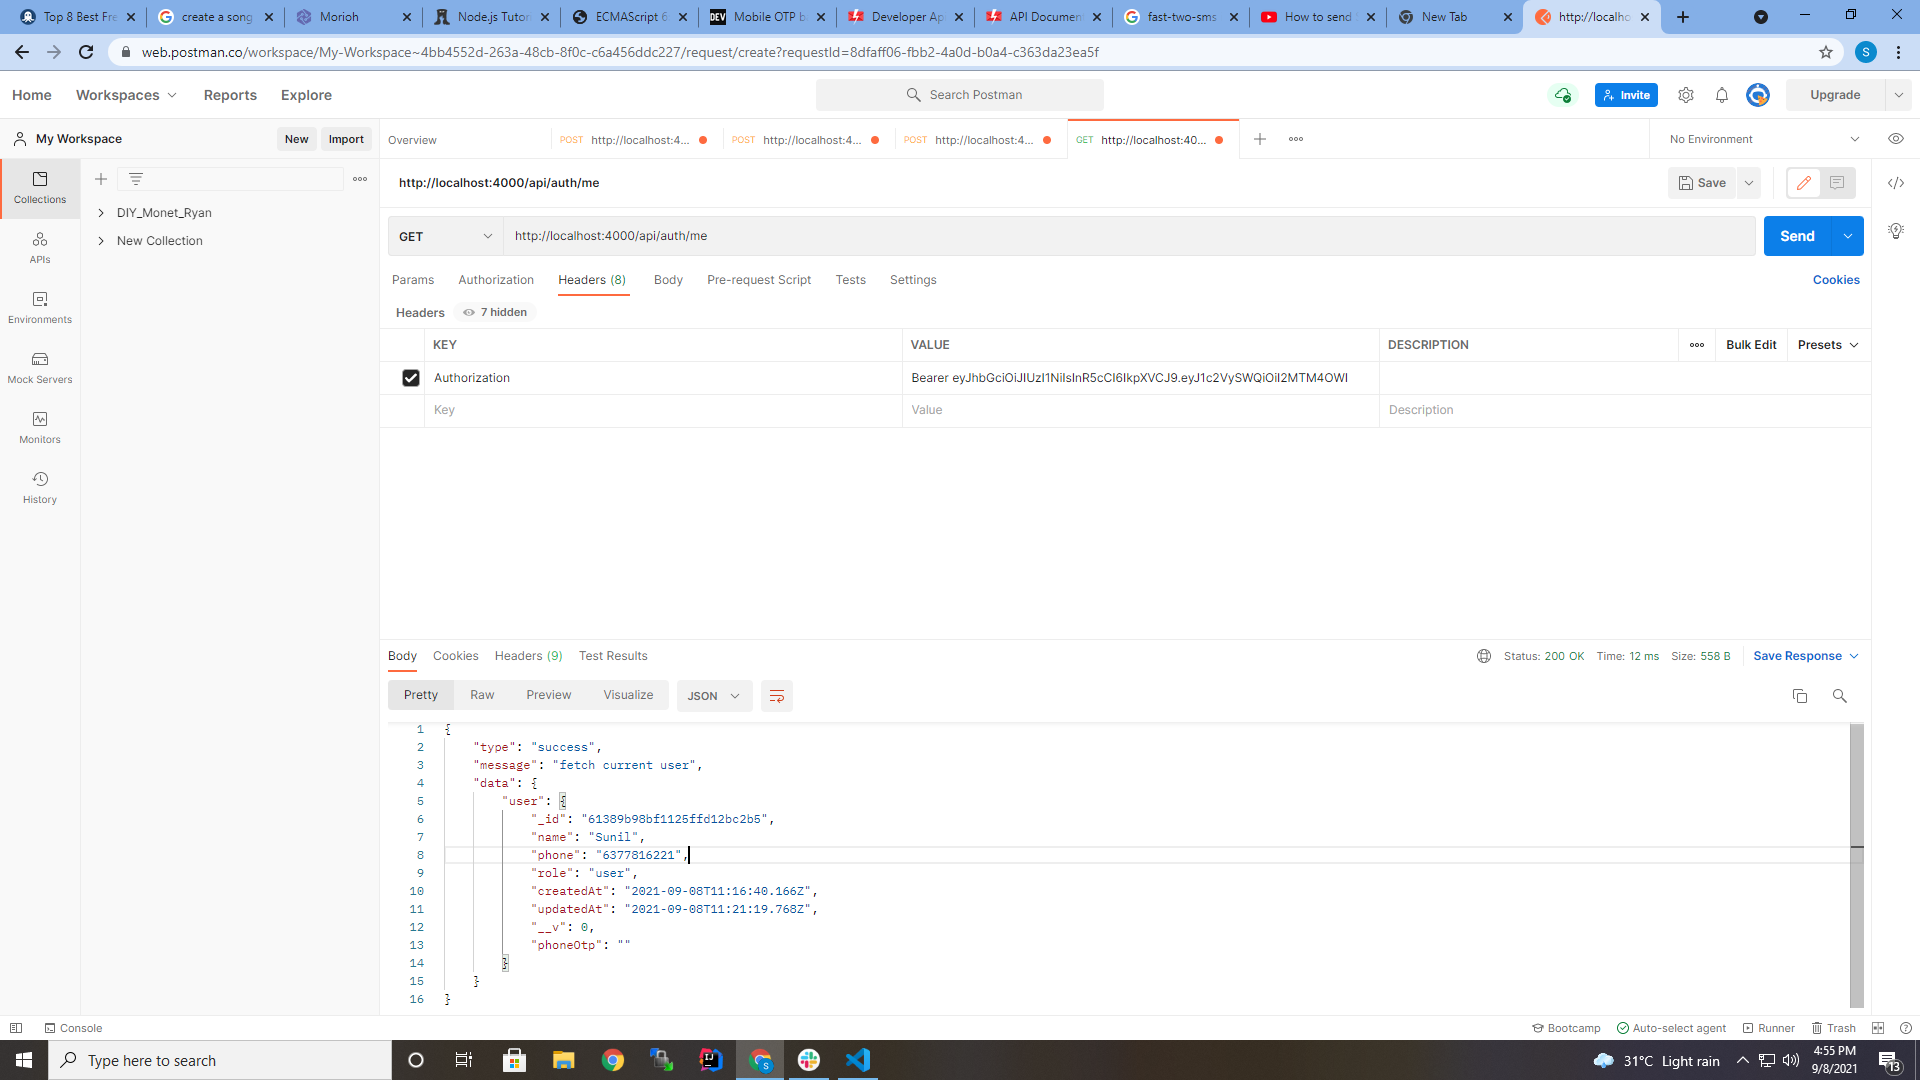 Top 8 Best Fre
create a song
Morioh
Node.js Tutor
ECMAScript 6
DEV Mobile OTP b
Developer Ap
API Document
fast-two-sms
How to send
New Tab
http://localho
web.postman.co/workspace/My-Workspace~4bb4552d-263a-48cb-8f0c-c6a456ddc227/request/create?requestId=8dfaff06-fbb2-4a0d-b0a4-c363da23ea5f
S
Home Workspaces Reports Explore
Search Postman
Invite
Upgrade
My Workspace
New Import
Overview
POST http://localhost:4...
POST http://localhost:4...
POST http://localhost:4...
GET http://localhost:40...
No Environment
Collections
APIs
Environments
Mock Servers
Monitors
History
DIY_Monet_Ryan
New Collection
http://localhost:4000/api/auth/me
Save
GET http://localhost:4000/api/auth/me
Send
Params Authorization Headers (8) Body Pre-request Script Tests Settings
Cookies
Headers 7 hidden
KEY VALUE DESCRIPTION
Bulk Edit Presets
Authorization Bearer eyJhbGciOiJIUzI1NiIsInR5cCI6IkpXVCJ9.eyJ1c2VySWQiOiI2MTM4OWI
Key Value Description
Body Cookies Headers (9) Test Results
Status: 200 OK Time: 12 ms Size: 558 B Save Response
Pretty Raw Preview Visualize JSON
1 {
2 "type": "success",
3 "message": "fetch current user",
4 "data": {
5 "user": {
6 "_id": "61389b98bf1125ffd12bc2b5",
7 "name": "Sunil",
8 "phone": "6377816221",
9 "role": "user",
10 "createdAt": "2021-09-08T11:16:40.166Z",
11 "updatedAt": "2021-09-08T11:21:19.768Z",
12 "__v": 0,
13 "phoneOtp": ""
14 }
15 }
16 }
Console
Bootcamp Auto-select agent Runner Trash
Type here to search
31°C Light rain
4:55 PM
9/8/2021
13